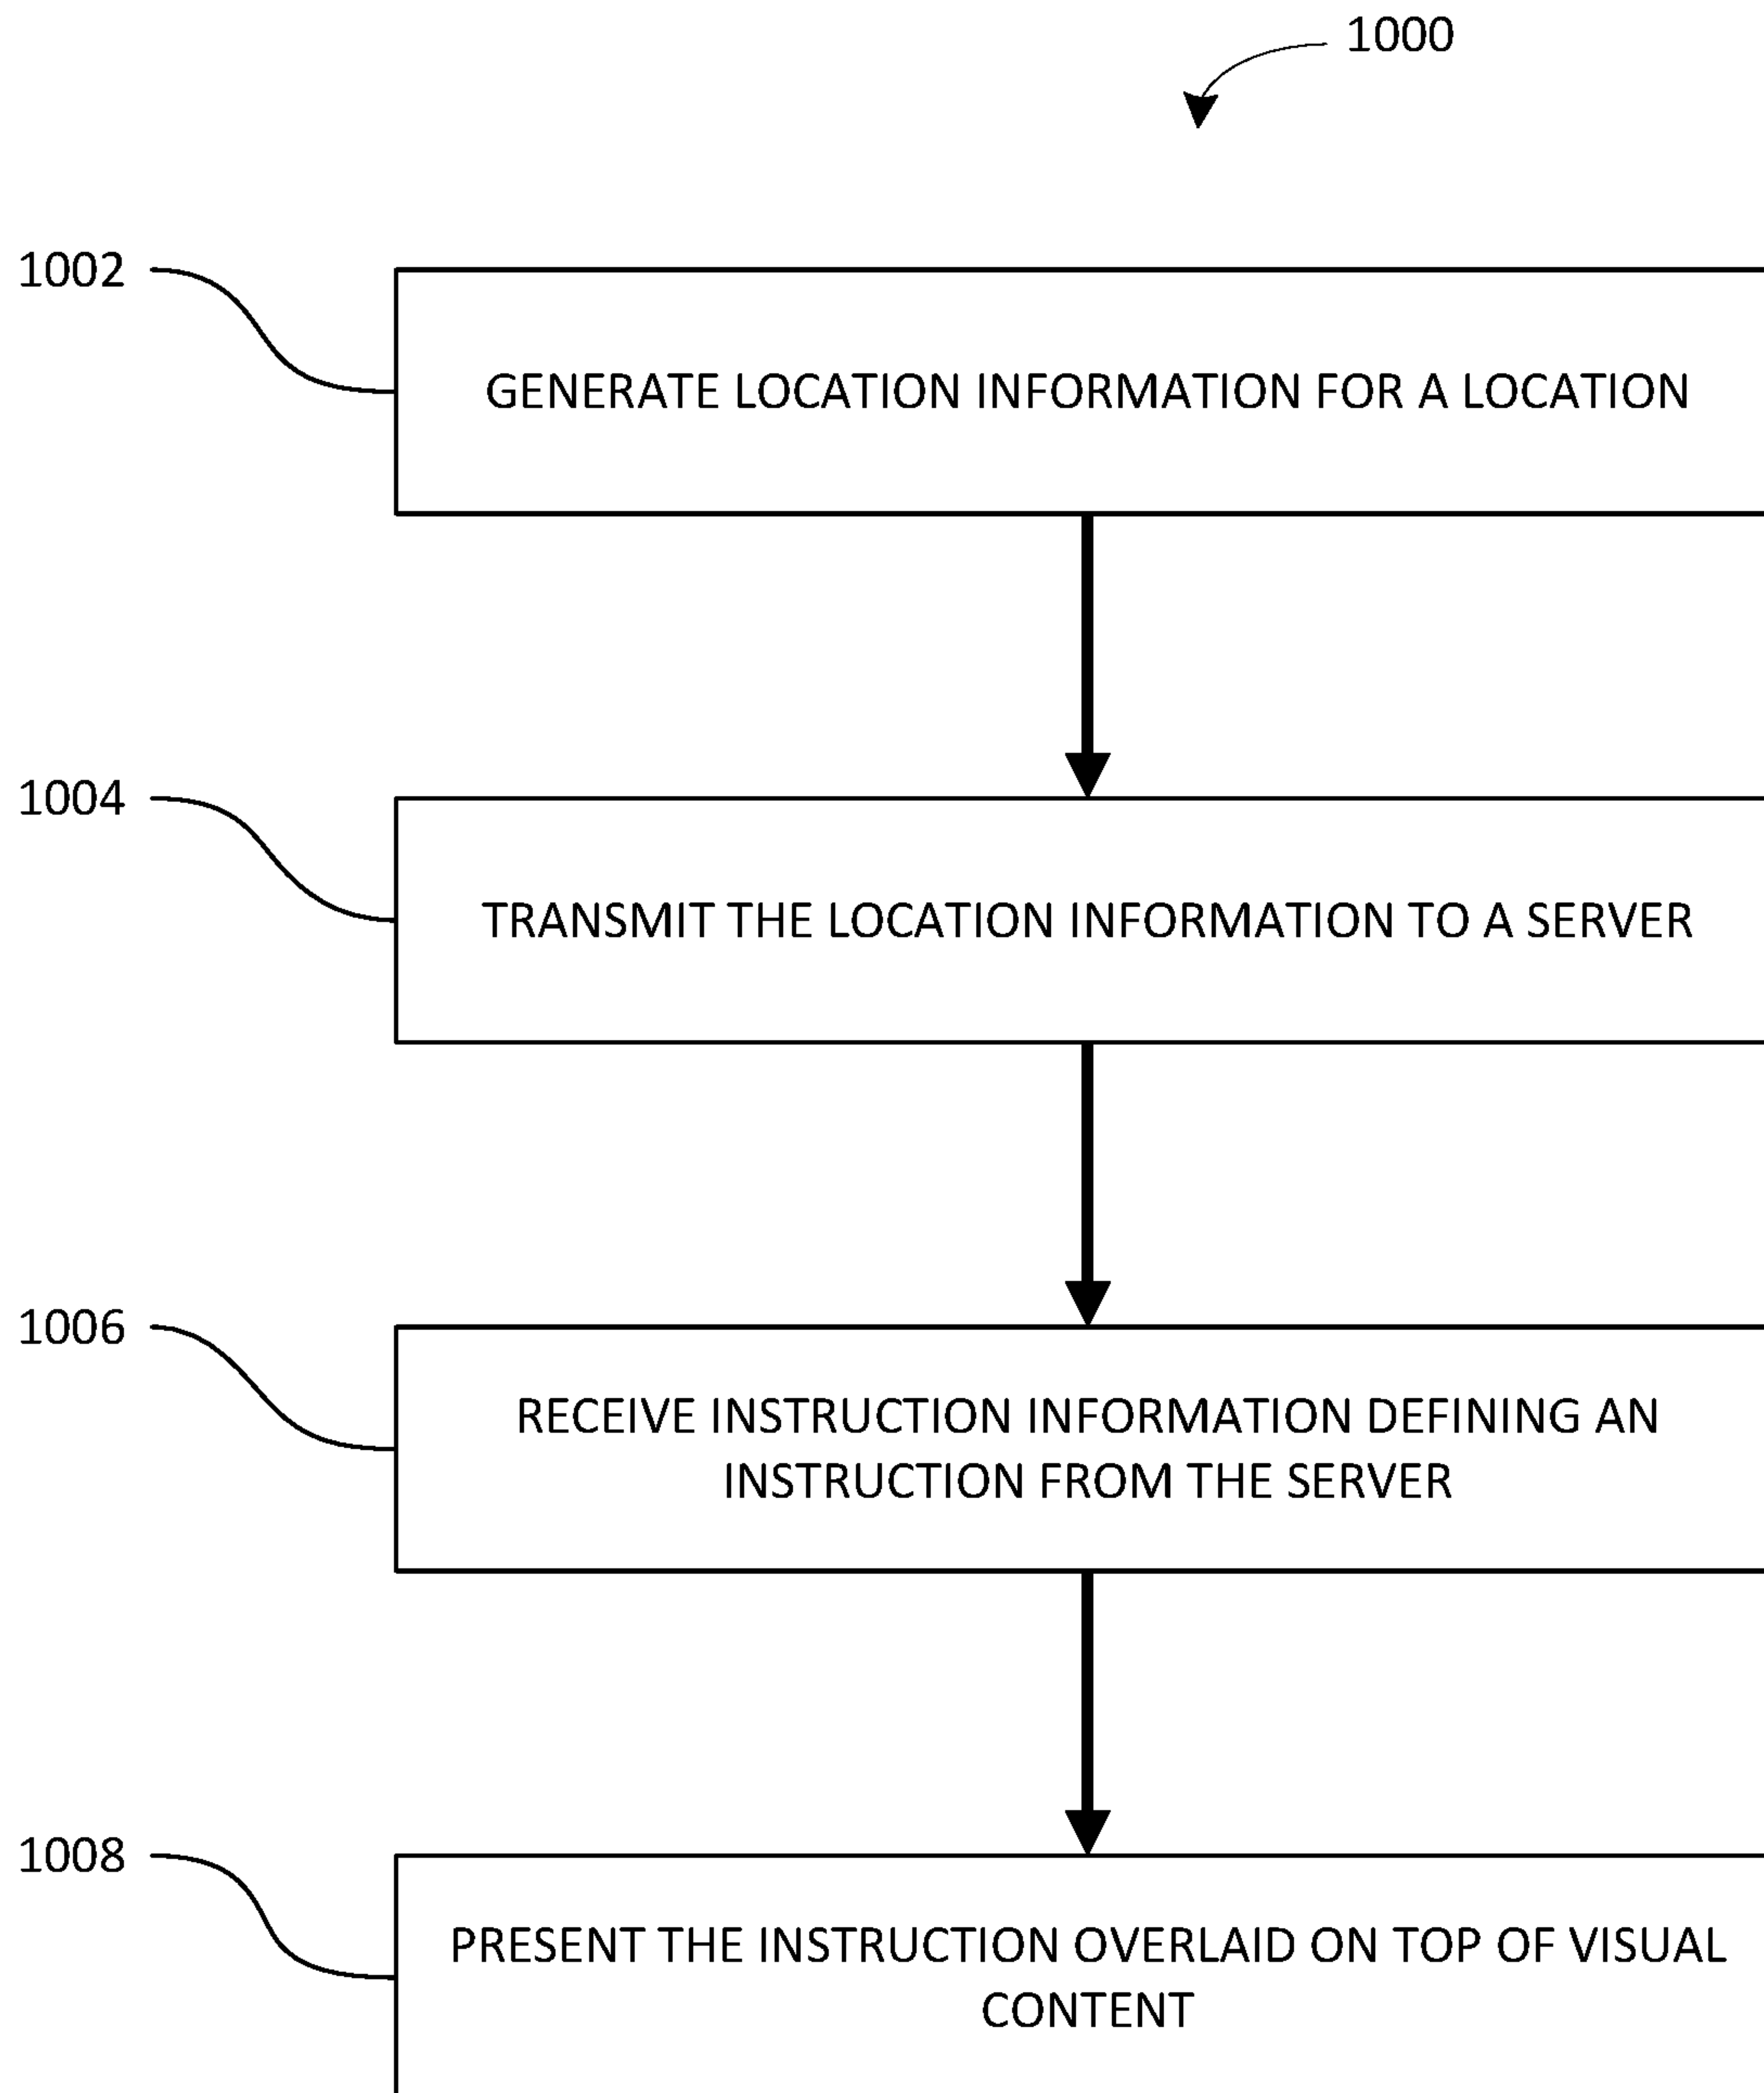 1000
1002
GENERATE LOCATION INFORMATION FOR A LOCATION
1004
TRANSMIT THE LOCATION INFORMATION TO A SERVER
1006
RECEIVE INSTRUCTION INFORMATION DEFINING AN
INSTRUCTION FROM THE SERVER
1008
PRESENT THE INSTRUCTION OVERLAID ON TOP OF VISUAL
CONTENT